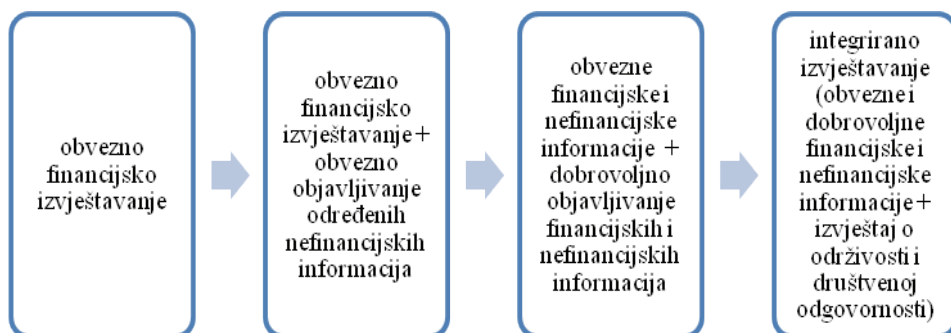 obvezno
financijsko
izvještavanje
obvezno
financijsko
izvještavanje +
obvezno
objavljivanje
određenih
nefinancijskih
informacija
obvezne
financijske i
nefinancijske
informacije +
dobrovoljno
objavljivanje
financijskih i
nefinancijskih
informacija
integrirano
izvještavanje
(obvezne i
dobrovoljne
financijske i
nefinancijske
informacije +
izvještaj o
održivosti i
društvenoj
odgovornosti)